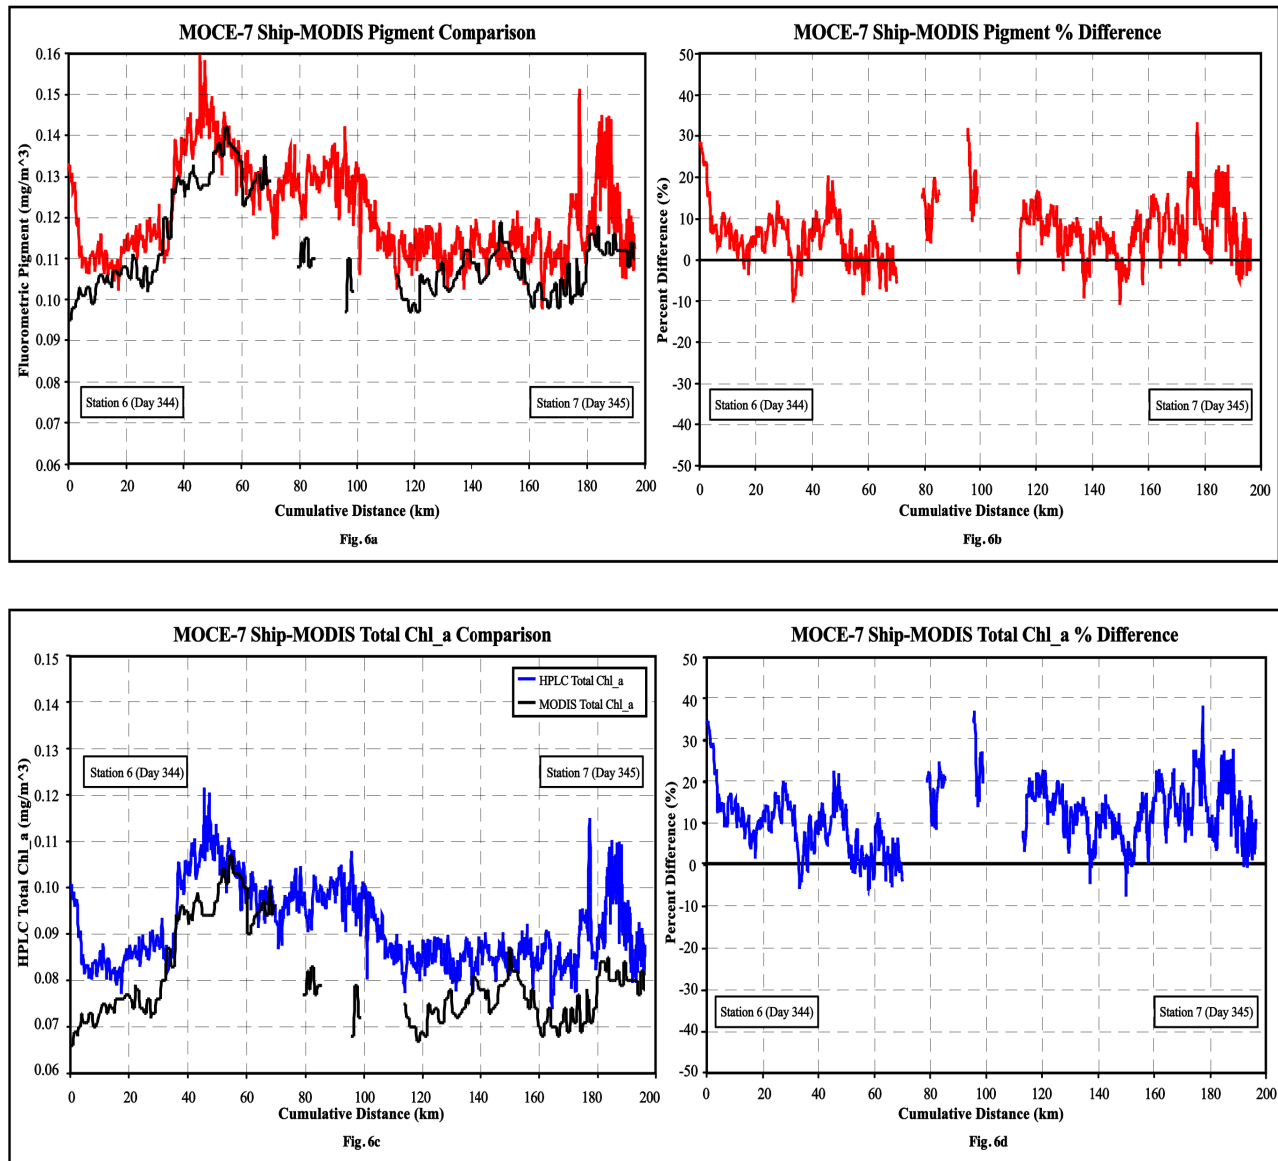 MOCE-7 Ship-MODIS Pigment Comparison
Fluorometric Pigment (mg/m^3)
0.16
0.15
0.14
0.13
0.12
0.11
0.10
0.09
0.08
0.07
0.06
Station 6 (Day 344)
Station 7 (Day 345)
0 20 40 60 80 100 120 140 160 180 200
Cumulative Distance (km)
Fig. 6a
MOCE-7 Ship-MODIS Pigment % Difference
Percent Difference (%)
50
40
30
20
10
0
-10
-20
-30
-40
-50
Station 6 (Day 344)
Station 7 (Day 345)
0 20 40 60 80 100 120 140 160 180 200
Cumulative Distance (km)
Fig. 6b
MOCE-7 Ship-MODIS Total Chl_a Comparison
HPLC Total Chl_a (mg/m^3)
0.15
0.14
0.13
0.12
0.11
0.10
0.09
0.08
0.07
0.06
HPLC Total Chl_a
MODIS Total Chl_a
Station 6 (Day 344)
Station 7 (Day 345)
0 20 40 60 80 100 120 140 160 180 200
Cumulative Distance (km)
Fig. 6c
MOCE-7 Ship-MODIS Total Chl_a % Difference
Percent Difference (%)
50
40
30
20
10
0
-10
-20
-30
-40
-50
Station 6 (Day 344)
Station 7 (Day 345)
0 20 40 60 80 100 120 140 160 180 200
Cumulative Distance (km)
Fig. 6d